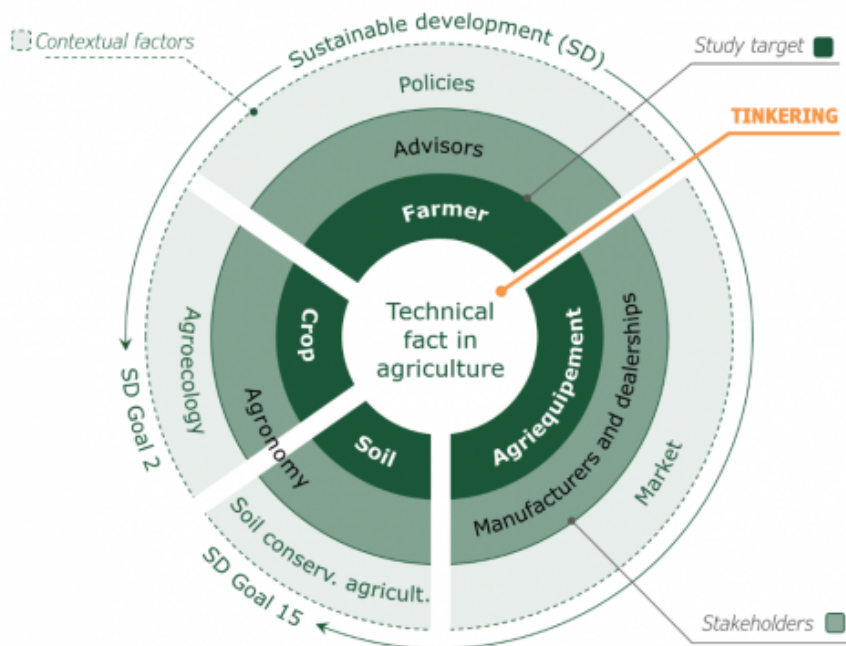 Contextual factors
Sustainable development (SD)
Study target
Policies
TINKERING
Advisors
Farmer
Technical
fact in
agriculture
Crop
Agriequipement
Agroecology
Manufacturers and dealerships
SD Goal 2
Agronomy
Soil
Market
Soil conserv. agricult.
SD Goal 15
Stakeholders